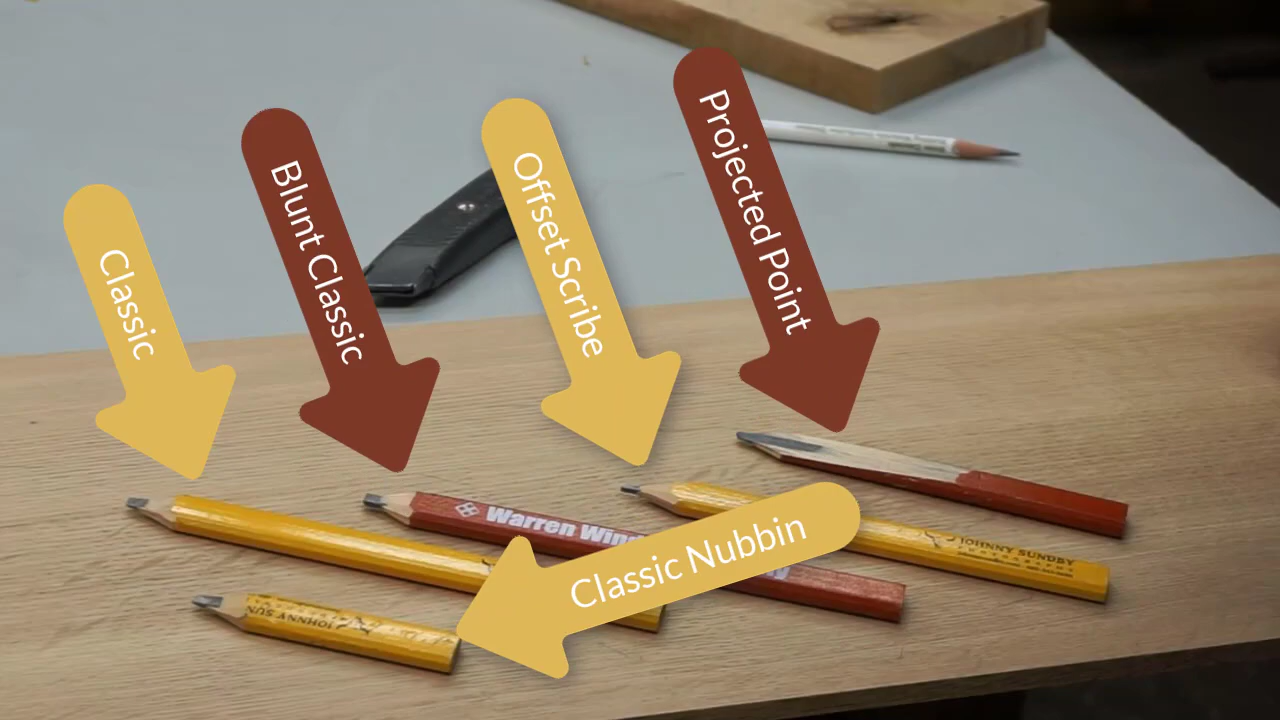 Classic
Blunt Classic
Offset Scribe
Projected Point
Classic Nubbin
Warren
JOHNNY SUNDBY
JOHNNY SUN